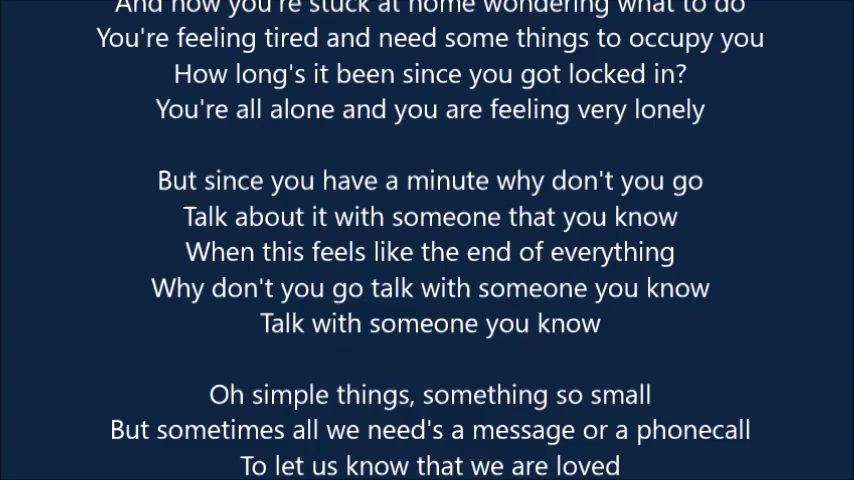 And now you're stuck at home wondering what to do
You're feeling tired and need some things to occupy you
How long's it been since you got locked in?
You're all alone and you are feeling very lonely
But since you have a minute why don't you go
Talk about it with someone that you know
When this feels like the end of everything
Why don't you go talk with someone you know
Talk with someone you know
Oh simple things, something so small
But sometimes all we need's a message or a phonecall
To let us know that we are loved